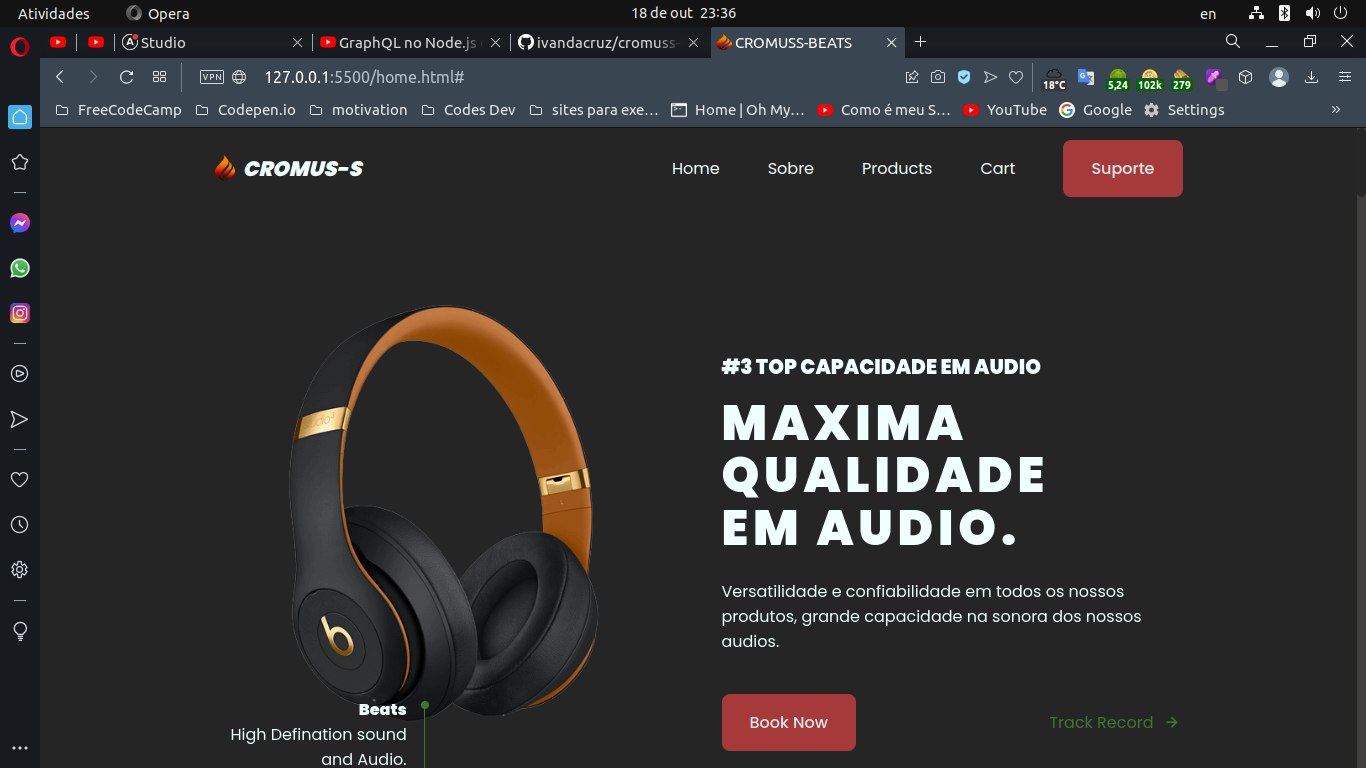 Atividades
Opera
18 de out 23:36
en
Studio
GraphQL no Node.js
ivandacruz/cromuss-
CROMUSS-BEATS
VPN
127.0.0.1:5500/home.html#
18°C
5,24
102k
279
FreeCodeCamp
Codepen.io
motivation
Codes Dev
sites para exe...
Home | Oh My...
Como é meu S...
YouTube
Google
Settings
»
CROMUS-S
Home
Sobre
Products
Cart
Suporte
#3 TOP CAPACIDADE EM AUDIO
MAXIMA
QUALIDADE
EM AUDIO.
Versatilidade e confiabilidade em todos os nossos
produtos, grande capacidade na sonora dos nossos
audios.
Book Now
Track Record
Beats
High Defination sound
and Audio.